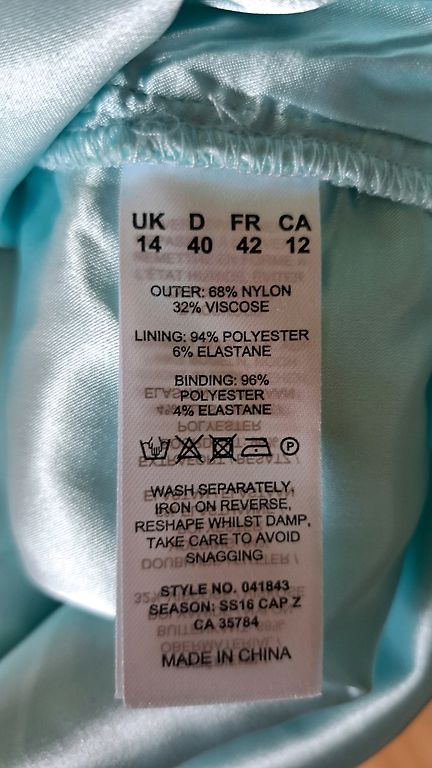 UK D FR CA
14 40 42 12
OUTER: 68% NYLON
32% VISCOSE
LINING: 94% POLYESTER
6% ELASTANE
BINDING: 96%
POLYESTER
4% ELASTANE
P
WASH SEPARATELY,
IRON ON REVERSE,
RESHAPE WHILST DAMP,
TAKE CARE TO AVOID
SNAGGING
STYLE NO. 041843
SEASON: SS16 CAP Z
CA 35784
MADE IN CHINA